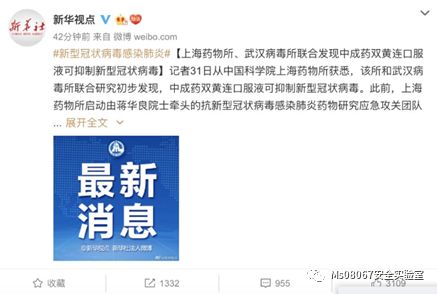 新华社
新华视点
42分钟前 来自 微博 weibo.com
#新型冠状病毒感染肺炎#【上海药物所、武汉病毒所联合发现中成药双黄连口服
液可抑制新型冠状病毒】记者31日从中国科学院上海药物所获悉，该所和武汉病
毒所联合研究初步发现，中成药双黄连口服液可抑制新型冠状病毒。此前，上海
药物所启动由蒋华良院士牵头的抗新型冠状病毒感染肺炎药物研究应急攻关团队
... 展开全文
最新
消息
@新华视点 新华社法人微博
收藏
1332
955
3109
Ms08067安全实验室